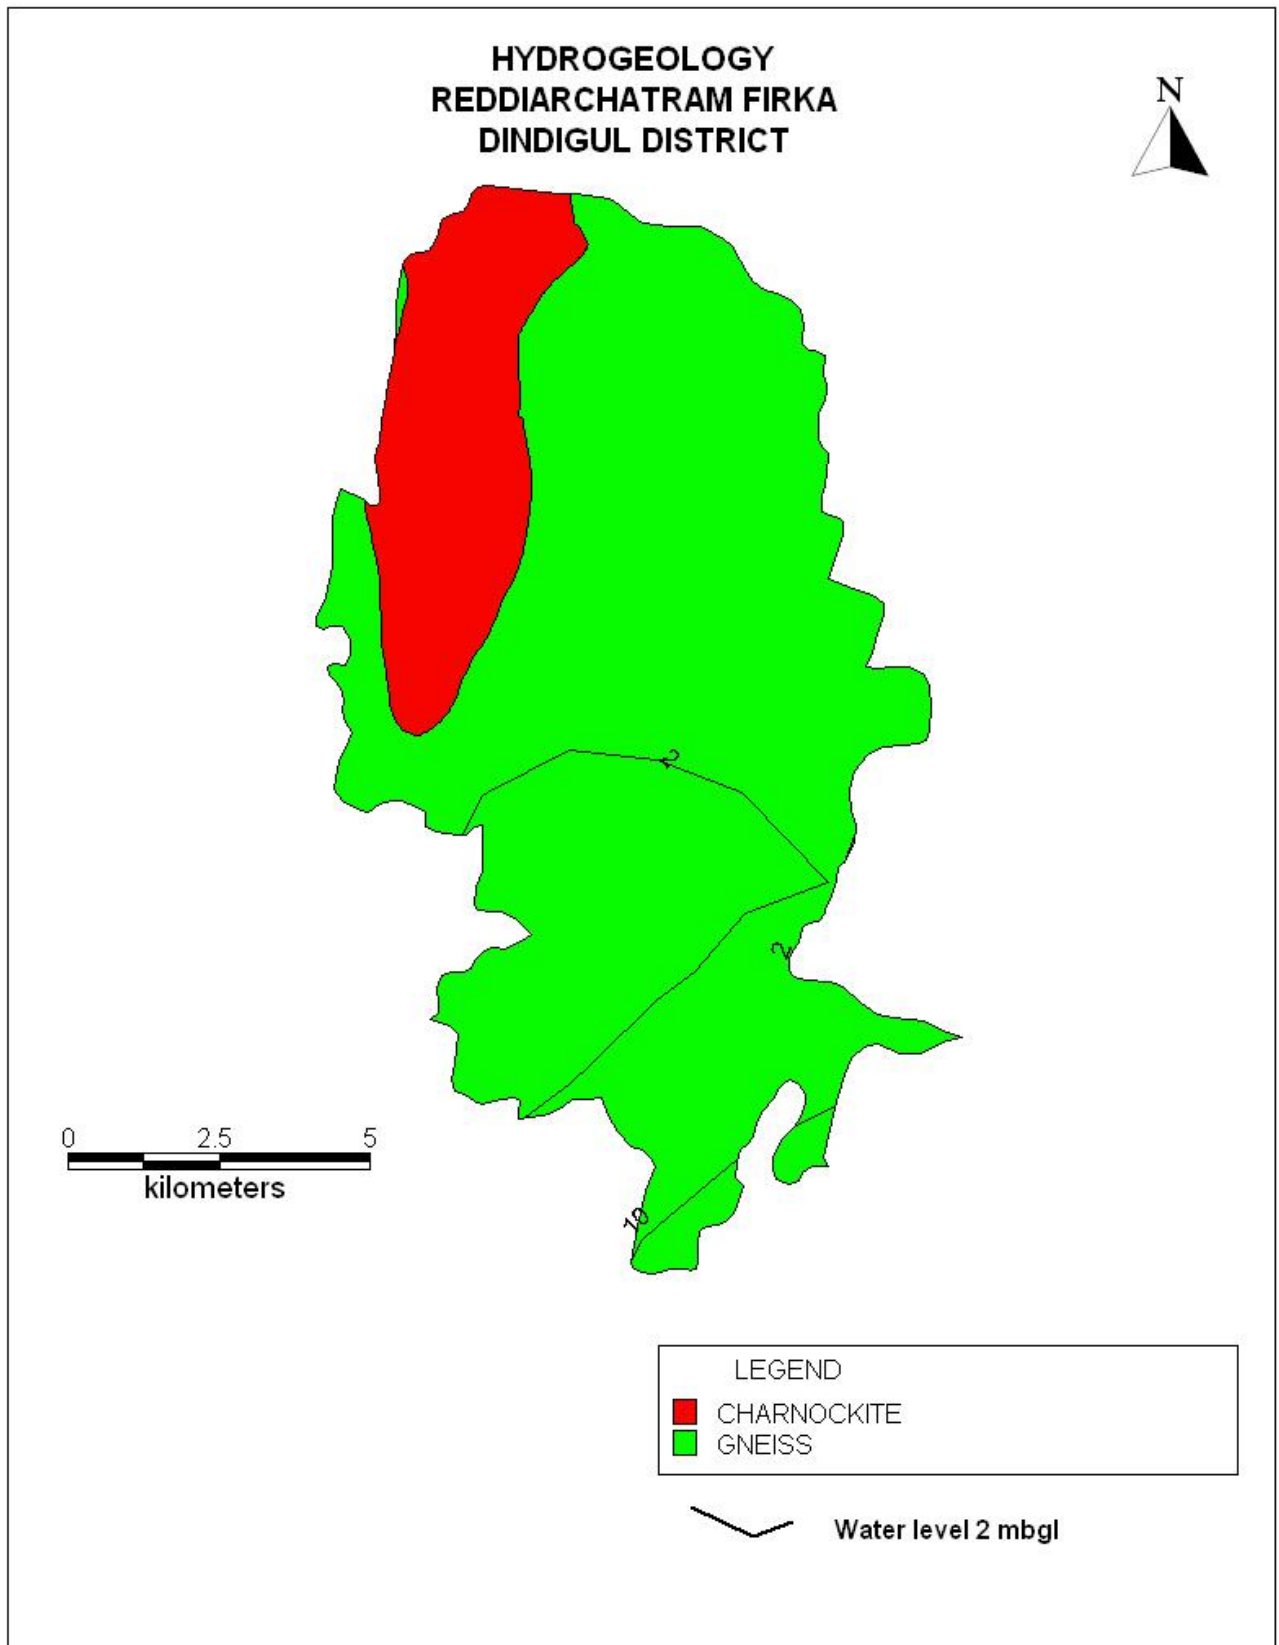 HYDROGEOLOGY
REDDIARCHATRAM FIRKA
DINDIGUL DISTRICT
N
2
2
0 2.5 5
kilometers
LEGEND
CHARNOCKITE
GNEISS
Water level 2 mbgl